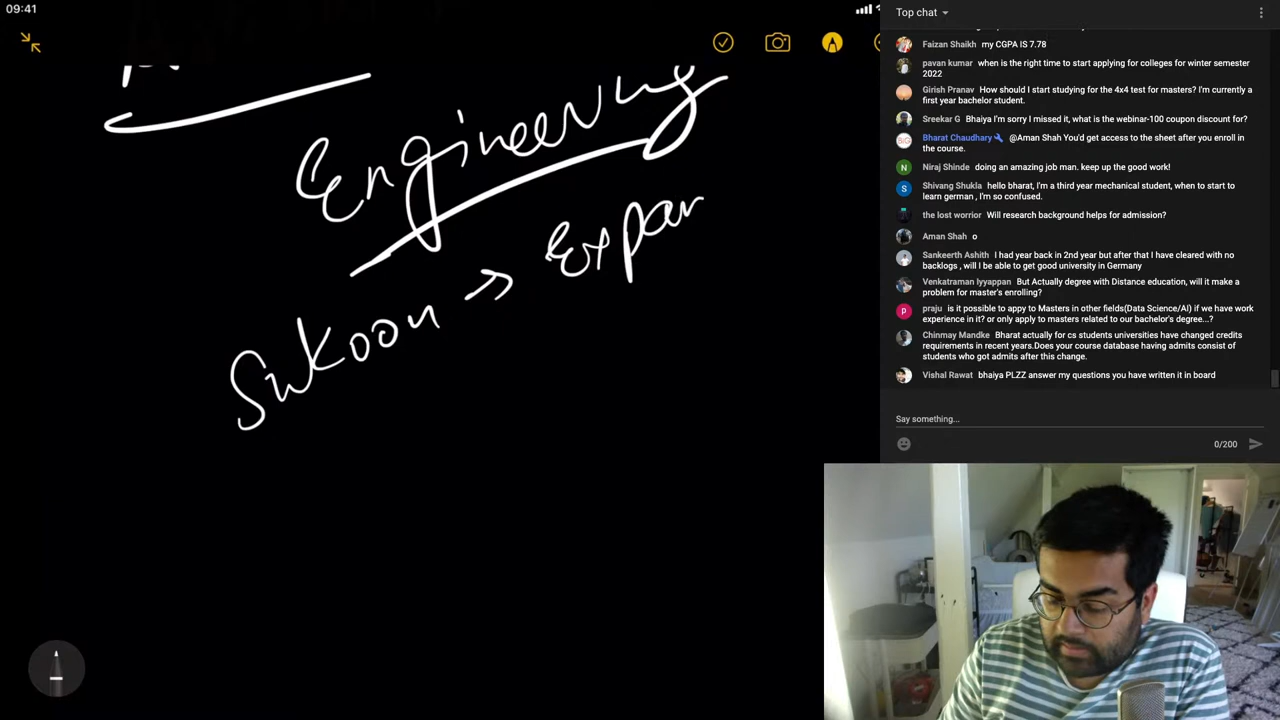 09:41
Engineering
Sukoon → Expan
Top chat
Faizan Shaikh my CGPA IS 7.78
pavan kumar when is the right time to start applying for colleges for winter semester
2022
Girish Pranav How should I start studying for the 4x4 test for masters? I'm currently a
first year bachelor student.
Sreekar G Bhaiya I'm sorry I missed it, what is the webinar-100 coupon discount for?
BIG
Bharat Chaudhary @Aman Shah You'd get access to the sheet after you enroll in
the course.
N
Niraj Shinde doing an amazing job man. keep up the good work!
S
Shivang Shukla hello bharat, I'm a third year mechanical student, when to start to
learn german , I'm so confused.
the lost worrior Will research background helps for admission?
Aman Shah o
Sankeerth Ashith I had year back in 2nd year but after that I have cleared with no
backlogs , will I be able to get good university in Germany
Venkatraman Iyyappan But Actually degree with Distance education, will it make a
problem for master's enrolling?
p
praju is it possible to appy to Masters in other fields(Data Science/AI) if we have work
experience in it? or only apply to masters related to our bachelor's degree...?
Chinmay Mandke Bharat actually for cs students universities have changed credits
requirements in recent years.Does your course database having admits consist of
students who got admits after this change.
Vishal Rawat bhaiya PLZZ answer my questions you have written it in board
Say something...
0/200